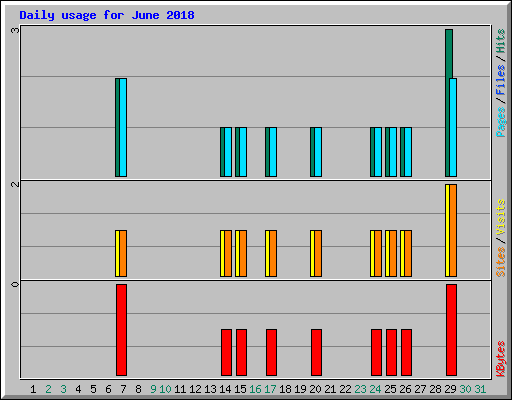 Daily usage for June 2018
3
2
0
Pages / Files / Hits
Sites / Visits
KBytes
1 2 3 4 5 6 7 8 9 10 11 12 13 14 15 16 17 18 19 20 21 22 23 24 25 26 27 28 29 30 31